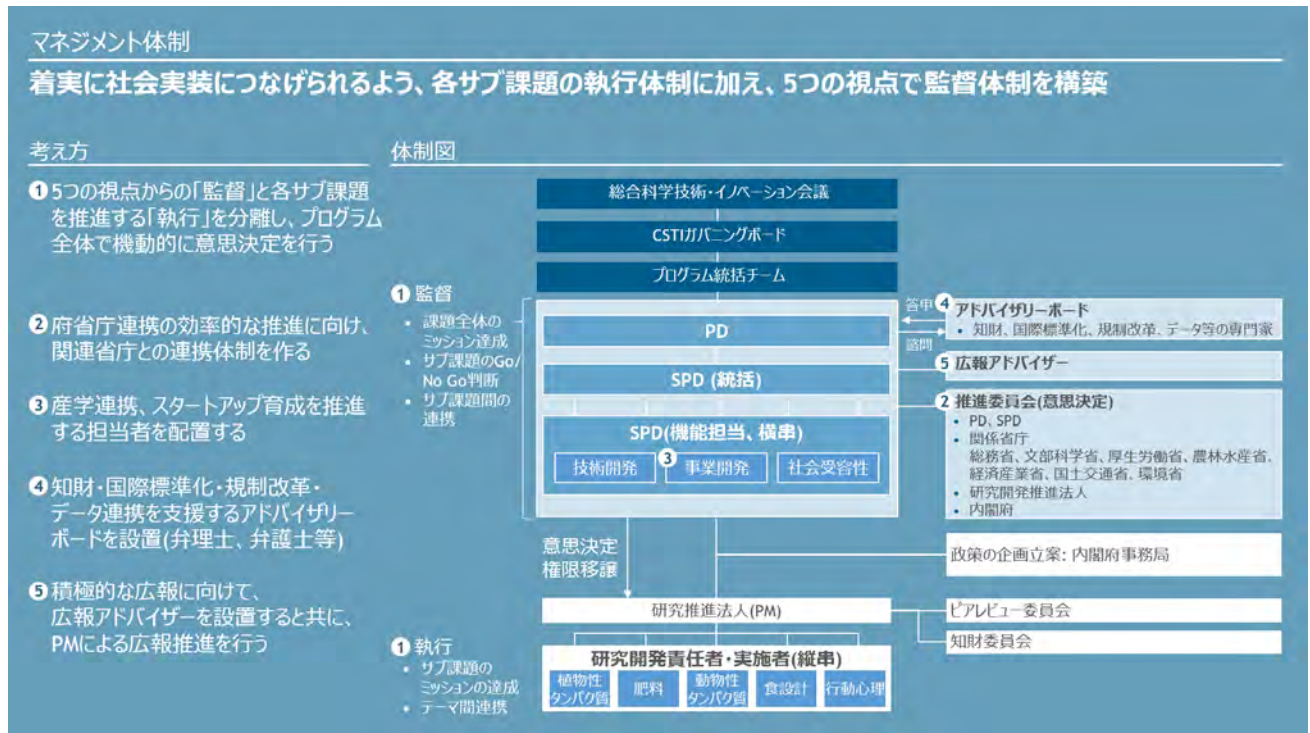 マネジメント体制
着実に社会実装につなげられるよう、各サブ課題の執行体制に加え、5つの視点で監督体制を構築
考え方
❶5つの視点からの「監督」と各サブ課題
を推進する「執行」を分離し、プログラム
全体で機動的に意思決定を行う
❷府省庁連携の効率的な推進に向け、
関連省庁との連携体制を作る
❸産学連携、スタートアップ育成を推進
する担当者を配置する
❹知財・国際標準化・規制改革・
データ連携を支援するアドバイザリー
ボードを設置(弁理士、弁護士等)
❺積極的な広報に向けて、
広報アドバイザーを設置すると共に、
PMによる広報推進を行う
体制図
総合科学技術・イノベーション会議
CSTIガバニングボード
プログラム統括チーム
❶監督
• 課題全体の
ミッション達成
• サブ課題のGo/
No Go判断
• サブ課題間の
連携
PD
SPD (統括)
SPD(機能担当、横串)
技術開発
❸
事業開発
社会受容性
答申
諮問
❹アドバイザリーボード
• 知財、国際標準化、規制改革、データ等の専門家
❺広報アドバイザー
❷推進委員会(意思決定)
• PD、SPD
• 関係省庁
総務省、文部科学省、厚生労働省、農林水産省、
経済産業省、国土交通省、環境省
• 研究開発推進法人
• 内閣府
意思決定
権限移譲
政策の企画立案: 内閣府事務局
研究推進法人(PM)
ピアレビュー委員会
知財委員会
❶執行
• サブ課題の
ミッションの達成
• テーマ間連携
研究開発責任者・実施者(縦串)
植物性
タンパク質
肥料
動物性
タンパク質
食設計
行動心理